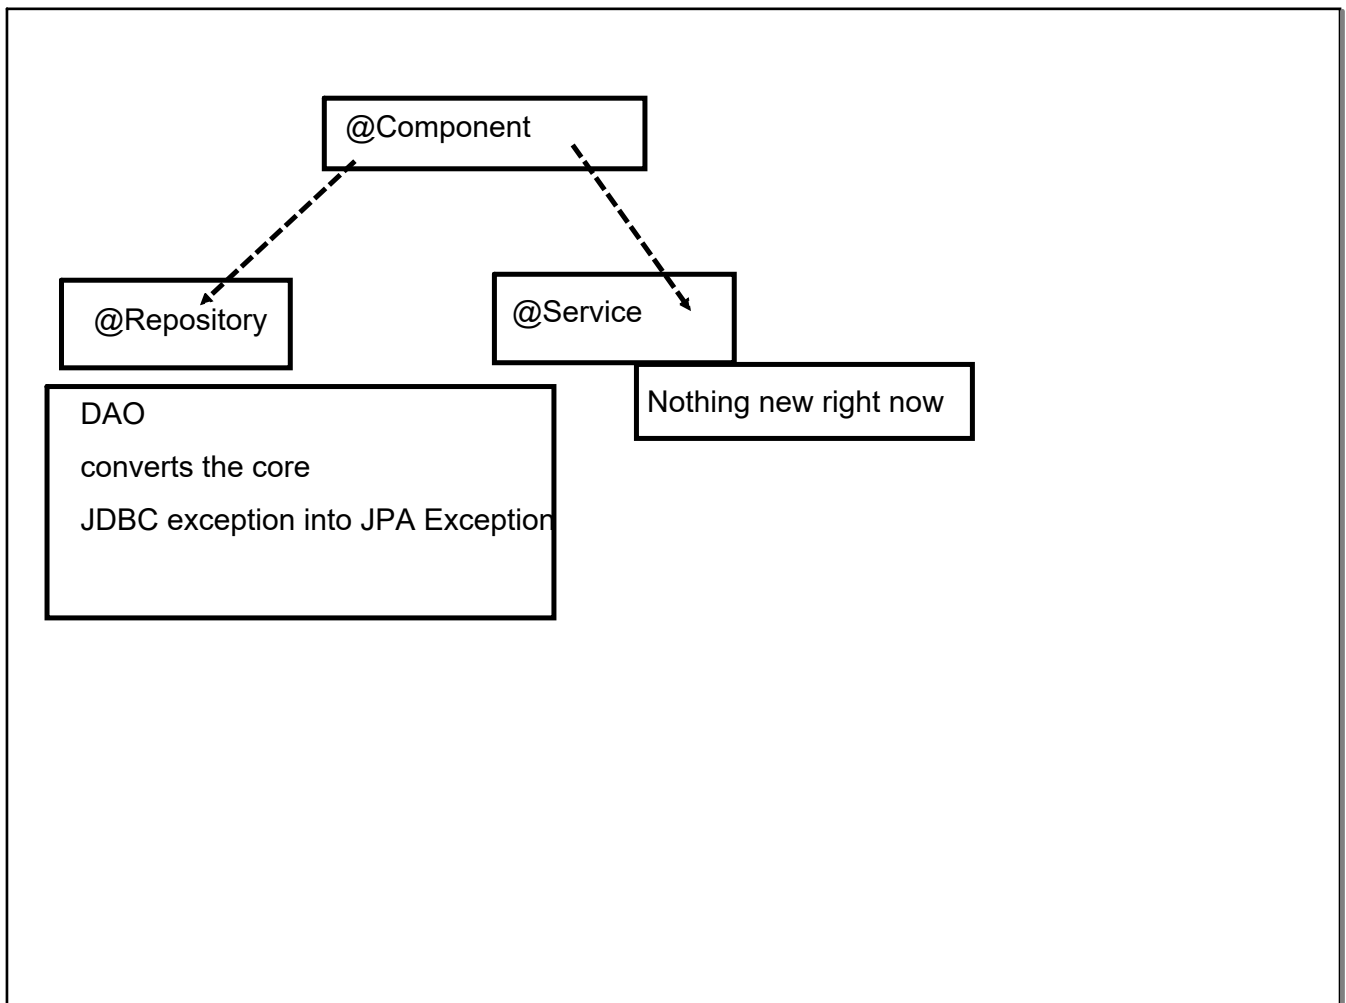 @Component
@Repository
@Service
Nothing new right now
DAO
converts the core
JDBC exception into JPA Exception